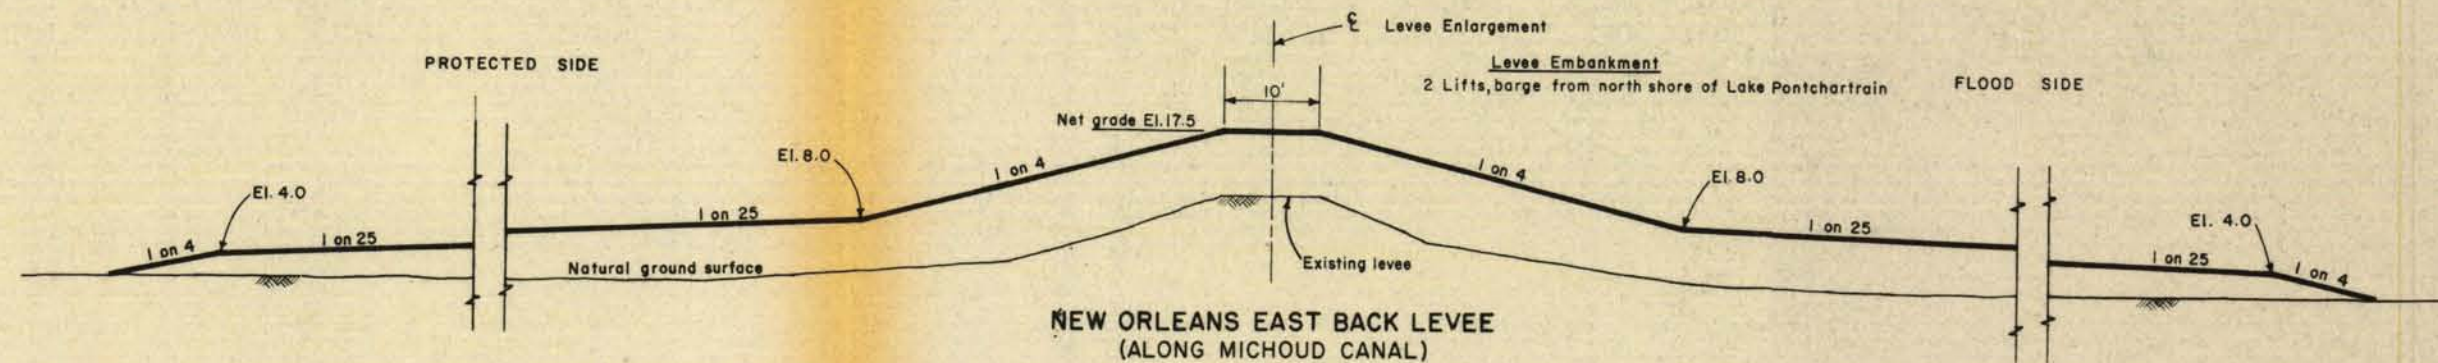 ℄ Levee Enlargement
PROTECTED SIDE
Levee Embankment
2 Lifts, barge from north shore of Lake Pontchartrain
FLOOD SIDE
10'
Net grade El. 17.5
El. 8.0
1 on 4
1 on 4
El. 8.0
El. 4.0
1 on 25
1 on 25
El. 4.0
1 on 4
1 on 25
1 on 25
1 on 4
Natural ground surface
Existing levee
NEW ORLEANS EAST BACK LEVEE
(ALONG MICHOUD CANAL)